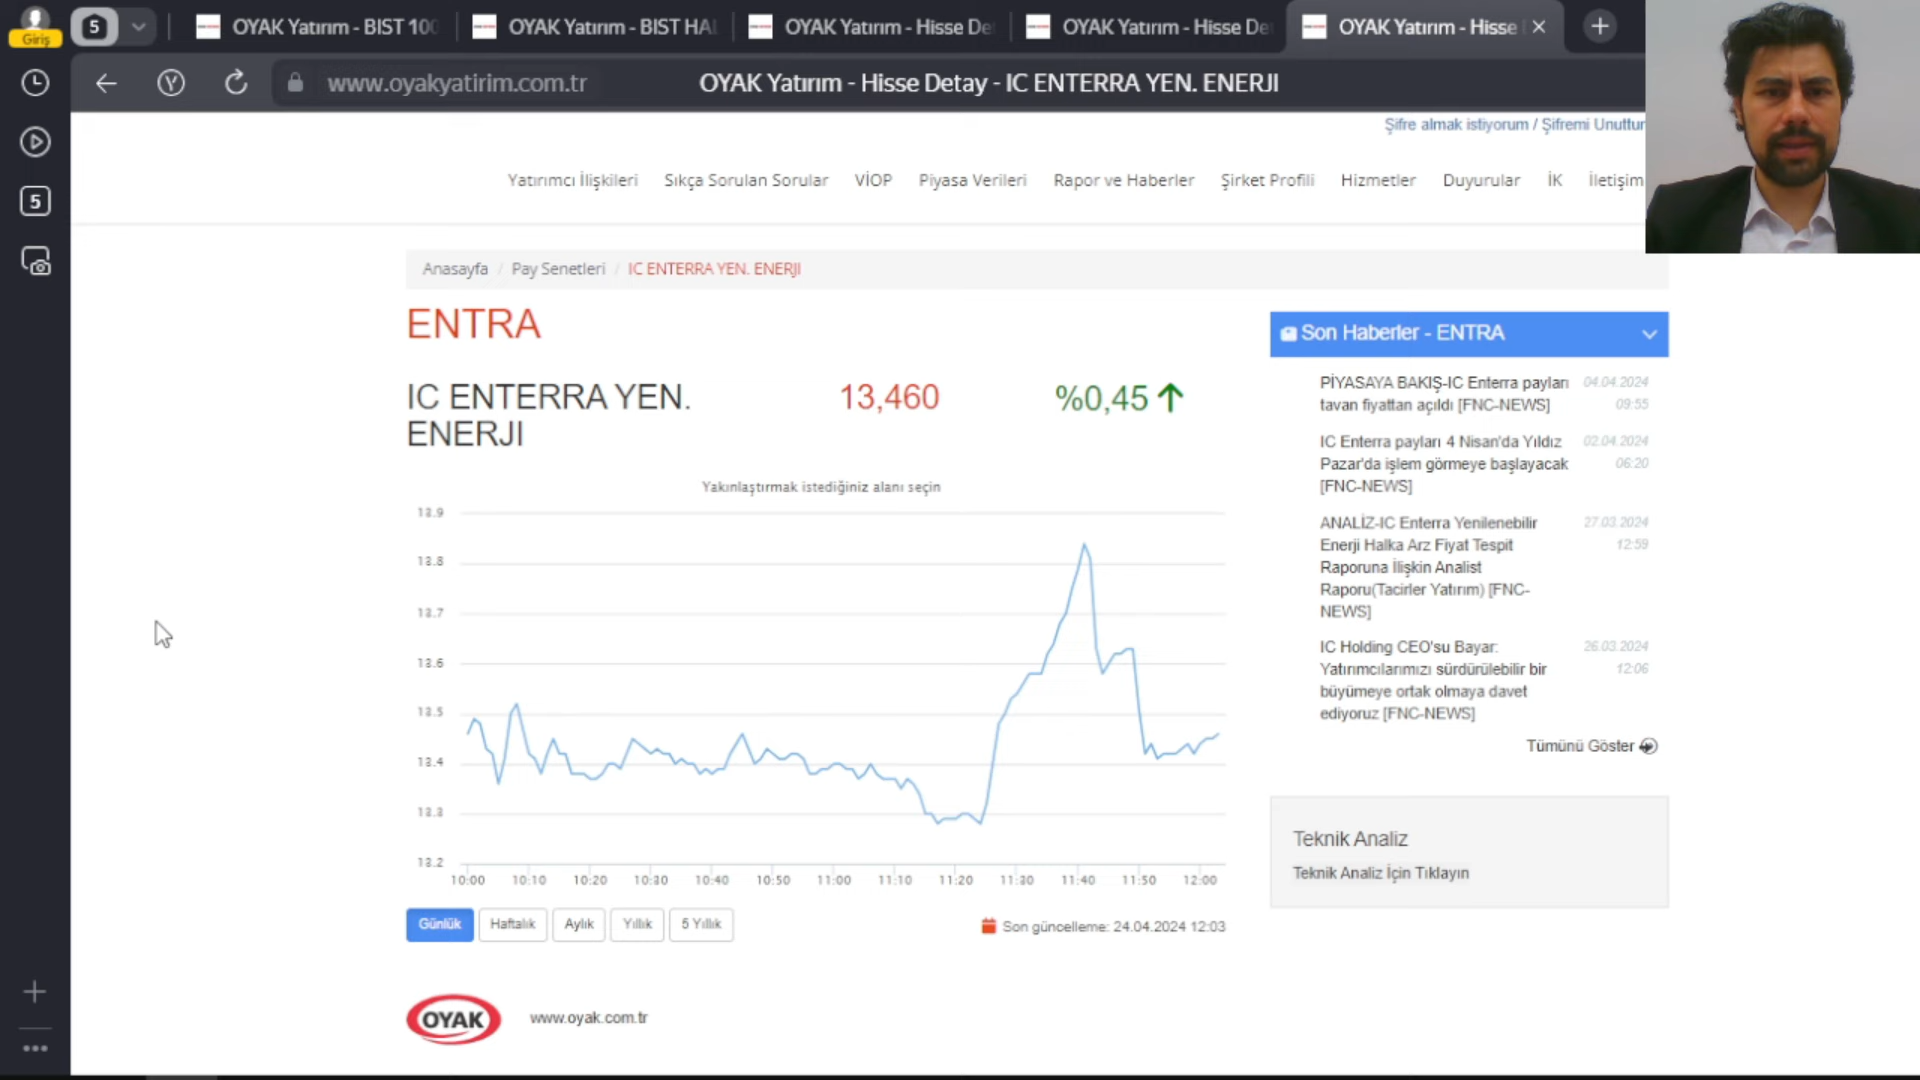 Giriş
5
OYAK Yatırım - BIST 100
OYAK Yatırım - BIST HAL
OYAK Yatırım - Hisse De
OYAK Yatırım - Hisse De
OYAK Yatırım - Hisse
www.oyakyatirim.com.tr
OYAK Yatırım - Hisse Detay - IC ENTERRA YEN. ENERJI
5
Şifre almak istiyorum / Şifremi Unuttum
Yatırımcı İlişkileri
Sıkça Sorulan Sorular
VİOP
Piyasa Verileri
Rapor ve Haberler
Şirket Profili
Hizmetler
Duyurular
İK
İletişim
Anasayfa / Pay Senetleri / IC ENTERRA YEN. ENERJI
ENTRA
IC ENTERRA YEN.
ENERJI
13,460
%0,45
Yakınlaştırmak istediğiniz alanı seçin
13.9
13.8
13.7
13.6
13.5
13.4
13.3
13.2
10:00 10:10 10:20 10:30 10:40 10:50 11:00 11:10 11:20 11:30 11:40 11:50 12:00
Günlük
Haftalık
Aylık
Yıllık
5 Yıllık
Son güncelleme: 24.04.2024 12:03
Son Haberler - ENTRA
PİYASAYA BAKIŞ-IC Enterra payları 04.04.2024
tavan fiyattan açıldı [FNC-NEWS] 09:55
IC Enterra payları 4 Nisan'da Yıldız 02.04.2024
Pazar'da işlem görmeye başlayacak 06:20
[FNC-NEWS]
ANALİZ-IC Enterra Yenilenebilir 27.03.2024
Enerji Halka Arz Fiyat Tespit 12:59
Raporuna İlişkin Analist
Raporu(Tacirler Yatırım) [FNC-
NEWS]
IC Holding CEO'su Bayar: 26.03.2024
Yatırımcılarımızı sürdürülebilir bir 12:06
büyümeye ortak olmaya davet
ediyoruz [FNC-NEWS]
Tümünü Göster
Teknik Analiz
Teknik Analiz İçin Tıklayın
OYAK
www.oyak.com.tr